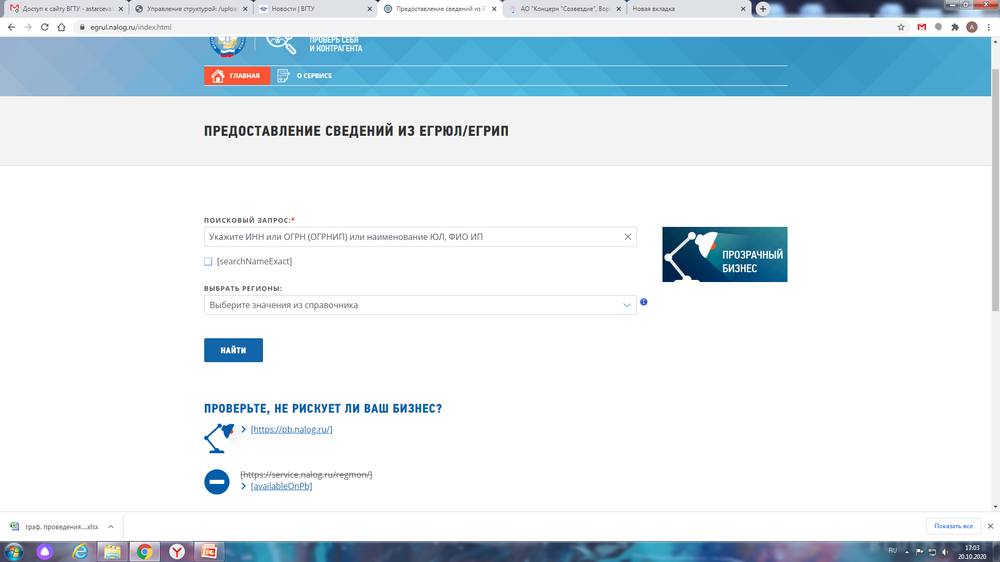 Доступ к сайту ВГТУ - astarceva
Управление структурой: /uploa
Новости | ВГТУ
Предоставление сведений из Е
АО "Концерн "Созвездие", Вор
Новая вкладка
egrul.nalog.ru/index.html
A
ПРОВЕРЬ СЕБЯ
И КОНТРАГЕНТА
ГЛАВНАЯ
О СЕРВИСЕ
ПРЕДОСТАВЛЕНИЕ СВЕДЕНИЙ ИЗ ЕГРЮЛ/ЕГРИП
ПОИСКОВЫЙ ЗАПРОС:*
Укажите ИНН или ОГРН (ОГРНИП) или наименование ЮЛ, ФИО ИП
[searchNameExact]
ПРОЗРАЧНЫЙ
БИЗНЕС
ВЫБРАТЬ РЕГИОНЫ:
Выберите значения из справочника
НАЙТИ
ПРОВЕРЬТЕ, НЕ РИСКУЕТ ЛИ ВАШ БИЗНЕС?
[https://pb.nalog.ru/]
[https://service.nalog.ru/regmon/]
[availableOnPb]
граф. проведения....xlsx
Показать все
RU
17:03
20.10.2020